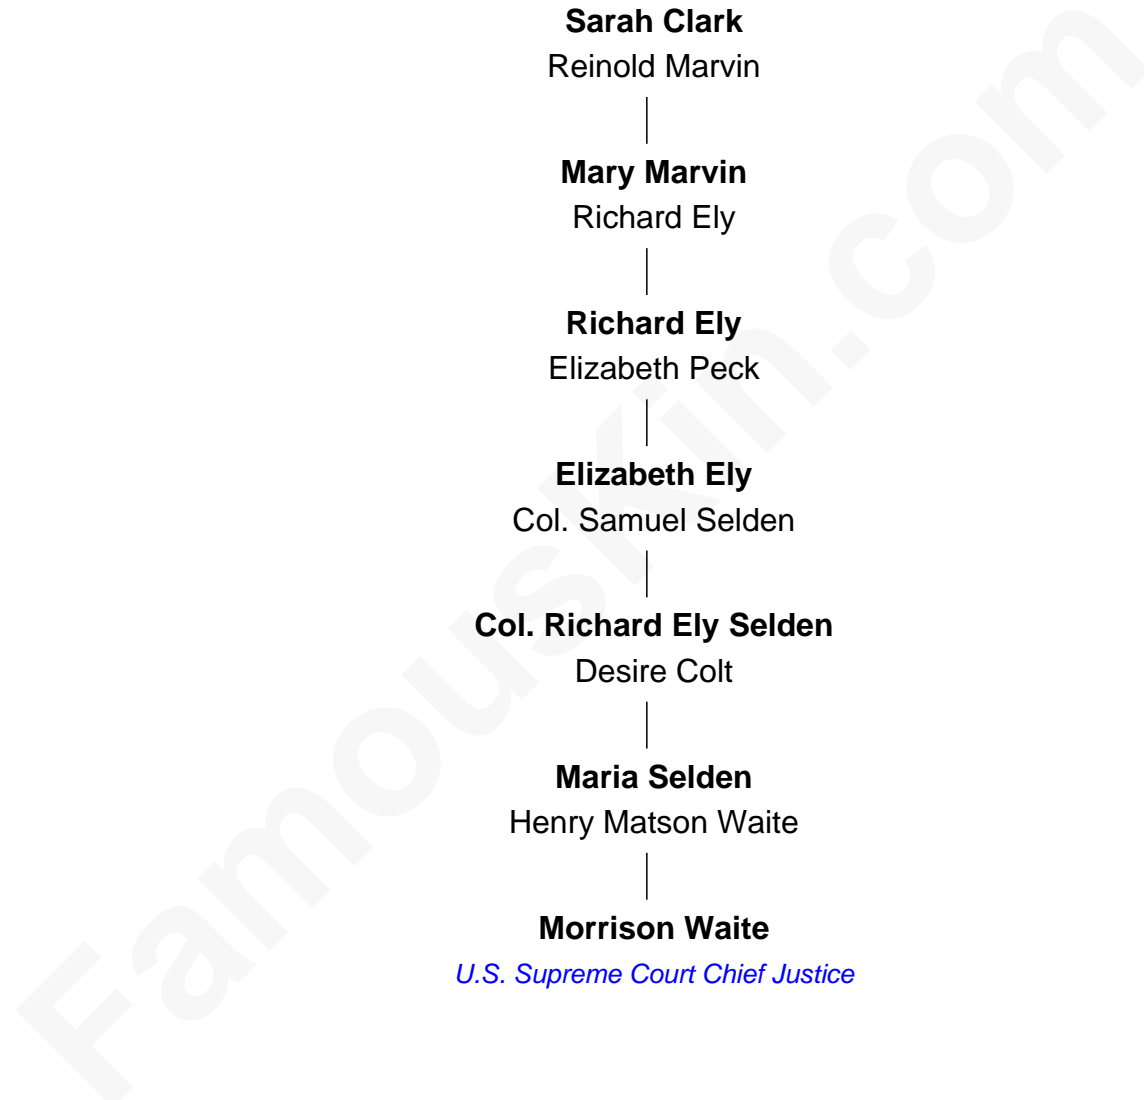 Sarah Clark
Reinold Marvin
Mary Marvin
Richard Ely
Richard Ely
Elizabeth Peck
Elizabeth Ely
Col. Samuel Selden
Col. Richard Ely Selden
Desire Colt
Maria Selden
Henry Matson Waite
Morrison Waite
U.S. Supreme Court Chief Justice
FamousKin.com